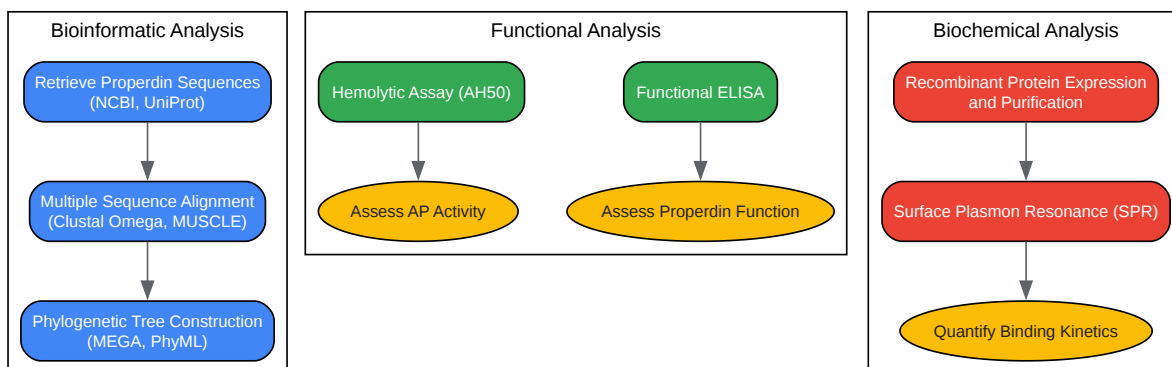 Bioinformatic Analysis
Retrieve Properdin Sequences
(NCBI, UniProt)
Multiple Sequence Alignment
(Clustal Omega, MUSCLE)
Phylogenetic Tree Construction
(MEGA, PhyML)
Functional Analysis
Hemolytic Assay (AH50)
Functional ELISA
Assess AP Activity
Assess Properdin Function
Biochemical Analysis
Recombinant Protein Expression
and Purification
Surface Plasmon Resonance (SPR)
Quantify Binding Kinetics